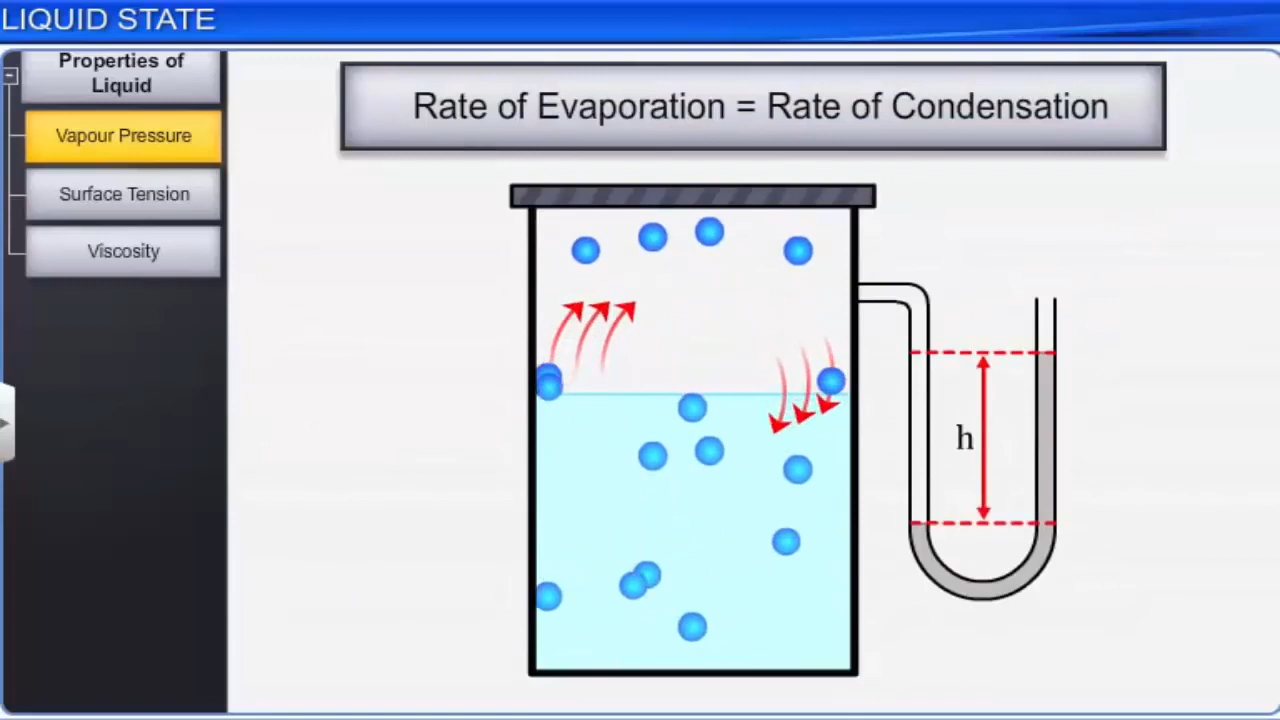 LIQUID STATE
Properties of
Liquid
Vapour Pressure
Surface Tension
Viscosity
Rate of Evaporation = Rate of Condensation
h